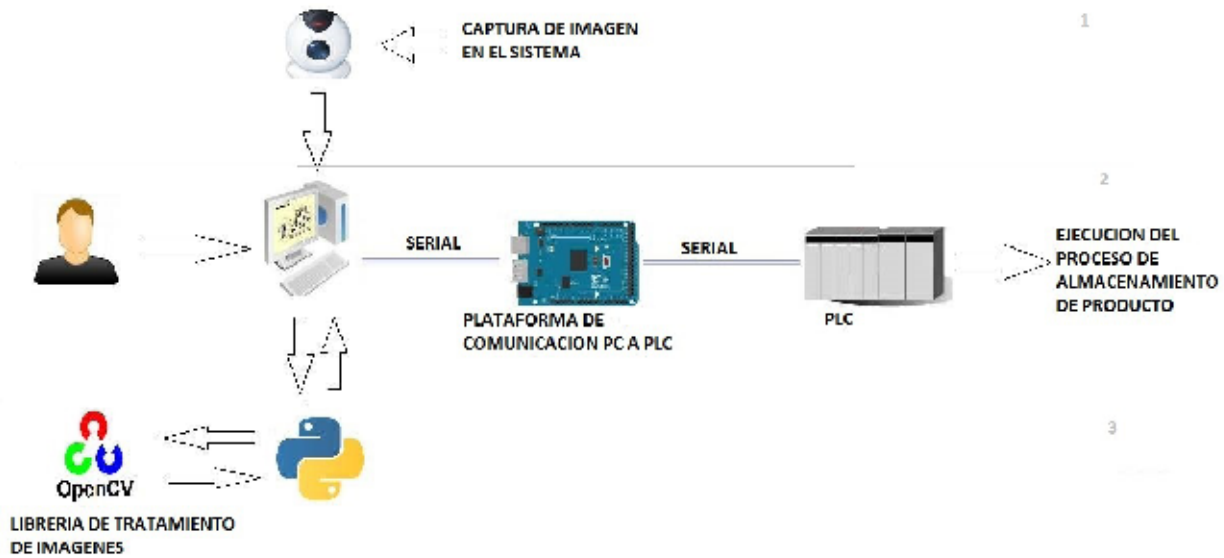 CAPTURA DE IMAGEN
EN EL SISTEMA
1
2
SERIAL
SERIAL
EJECUCION DEL
PROCESO DE
ALMACENAMIENTO
DE PRODUCTO
PLATAFORMA DE
COMUNICACION PC A PLC
PLC
3
OpenCV
LIBRERIA DE TRATAMIENTO
DE IMAGENES